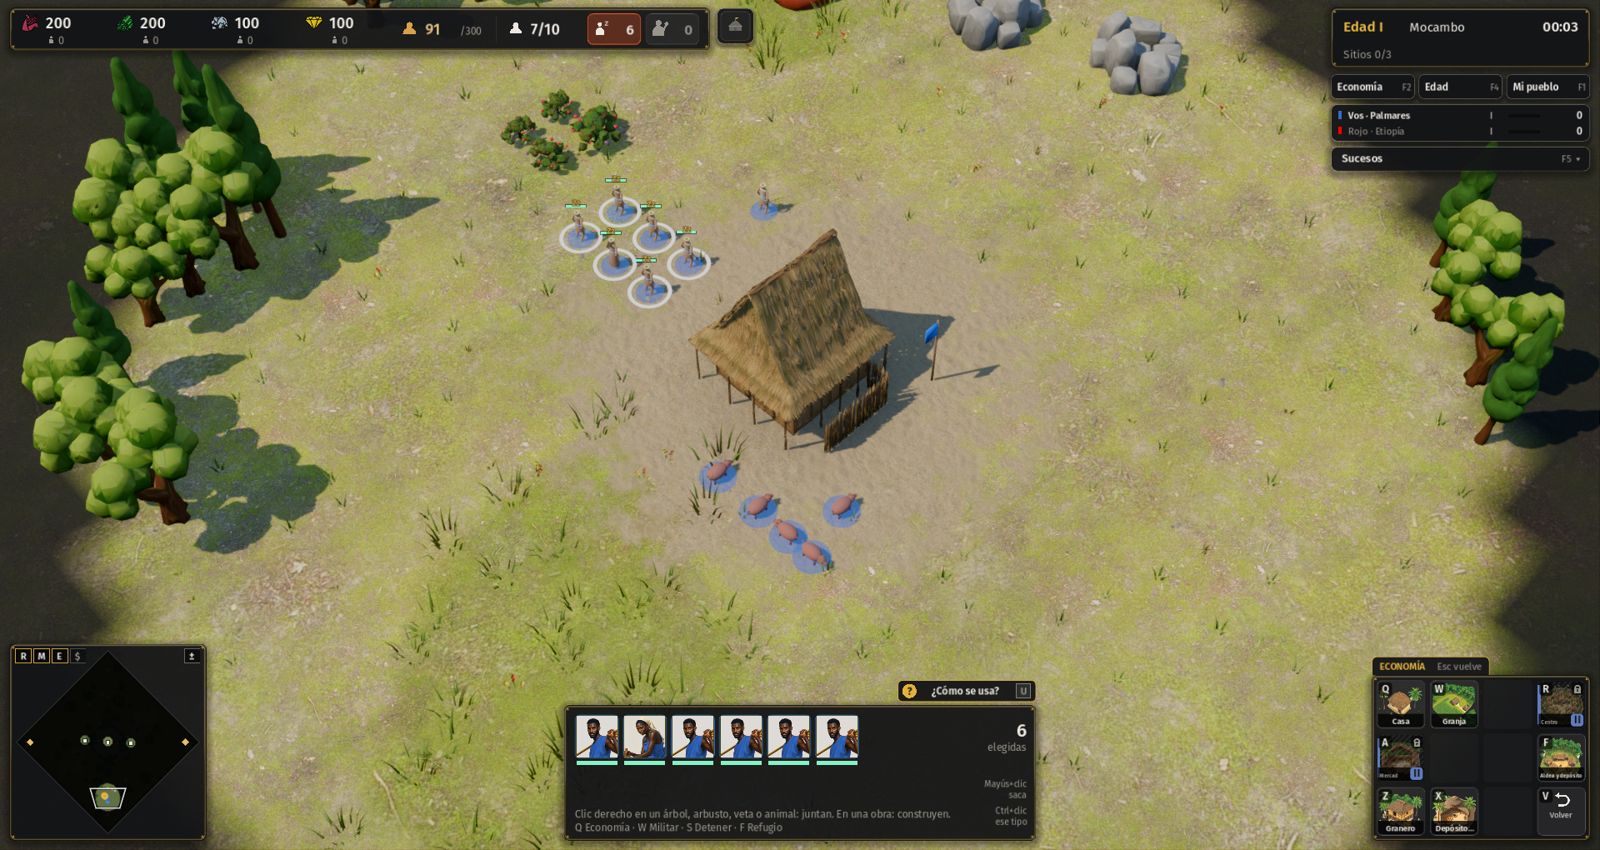 200
200
100
100
91 /300
7/10
6
0
0
0
0
0
Edad I
Mocambo
00:03
Sitios 0/3
Economía F2
Edad F4
Mi pueblo F1
Vos · Palmares I 0
Rojo · Etiopía I 0
Sucesos F5
R M E $
¿Cómo se usa? U
6
elegidas
Mayús+clic
saca
Ctrl+clic
ese tipo
Clic derecho en un árbol, arbusto, veta o animal: juntan. En una obra: construyen.
Q Economía · W Militar · S Detener · F Refugio
ECONOMÍA
Esc vuelve
Q
Casa
W
Granja
R
Centro
A
Mercad
F
Aldea y depósito
Z
Granero
X
Depósito...
V
Volver